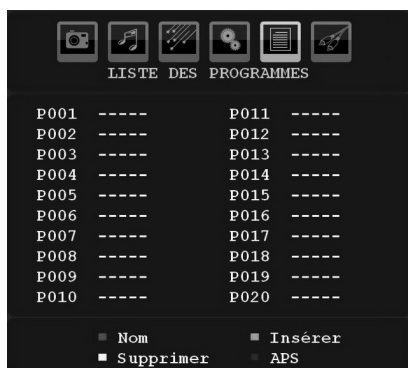 LISTE DES PROGRAMMES
P001 ----- P011 -----
P002 ----- P012 -----
P003 ----- P013 -----
P004 ----- P014 -----
P005 ----- P015 -----
P006 ----- P016 -----
P007 ----- P017 -----
P008 ----- P018 -----
P009 ----- P019 -----
P010 ----- P020 -----
Nom Insérer
Supprimer APS